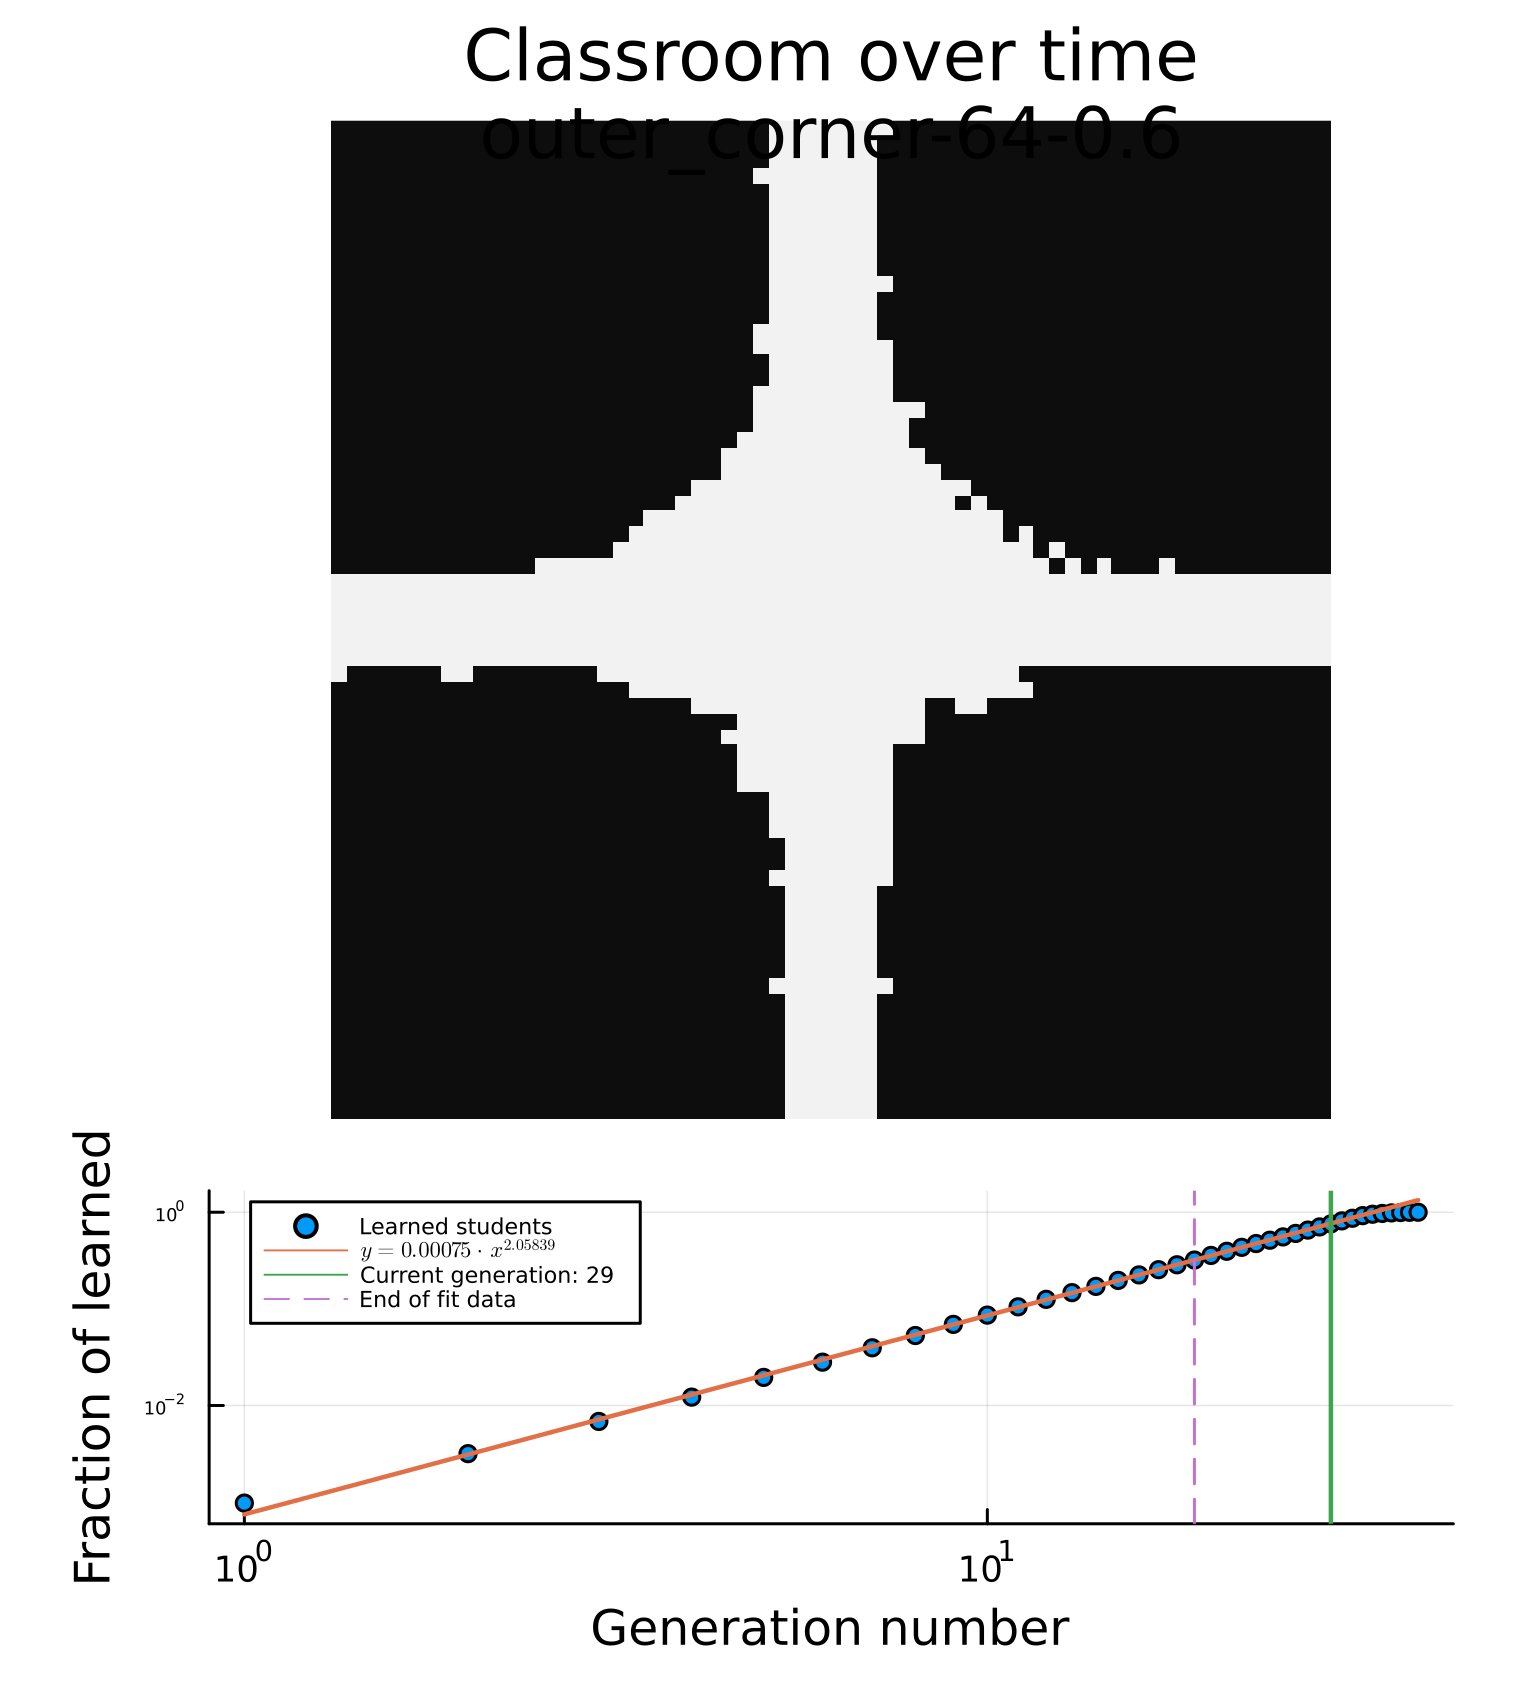 Classroom over time
outer_corner-64-0.6
Fraction of learned
10⁰
10⁻²
Learned students
y = 0.00075 · x^2.05839
Current generation: 29
End of fit data
10⁰
10¹
Generation number